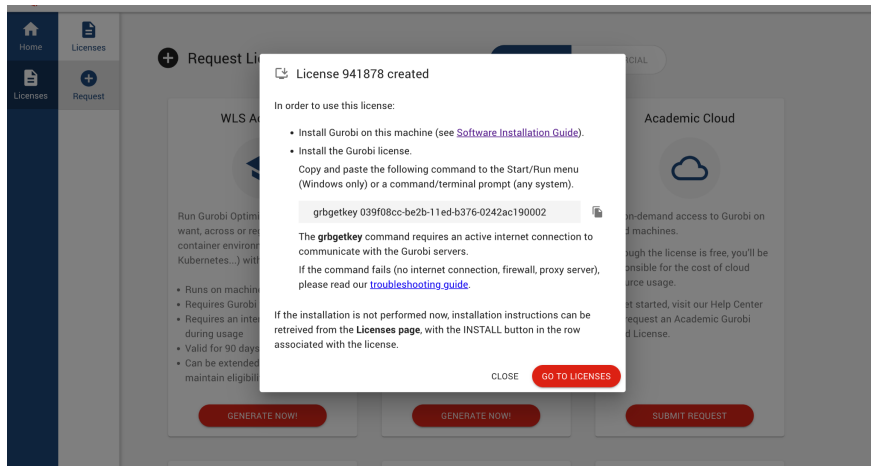 Home
Licenses
Licenses
Request
Request Li
CIAL
License 941878 created
In order to use this license:
• Install Gurobi on this machine (see Software Installation Guide).
• Install the Gurobi license.
Copy and paste the following command to the Start/Run menu
(Windows only) or a command/terminal prompt (any system).
grbgetkey 039f08cc-be2b-11ed-b376-0242ac190002
The grbgetkey command requires an active internet connection to
communicate with the Gurobi servers.
If the command fails (no internet connection, firewall, proxy server),
please read our troubleshooting guide.
If the installation is not performed now, installation instructions can be
retreived from the Licenses page, with the INSTALL button in the row
associated with the license.
CLOSE
GO TO LICENSES
WLS A
Run Gurobi Optimi
want, across or re
container environ
Kubernetes...) with
• Runs on machin
• Requires Gurobi
• Requires an inte
during usage
• Valid for 90 days
• Can be extended
maintain eligibili
GENERATE NOW!
GENERATE NOW!
Academic Cloud
on-demand access to Gurobi on
d machines.
ough the license is free, you'll be
onsible for the cost of cloud
urce usage.
et started, visit our Help Center
request an Academic Gurobi
d License.
SUBMIT REQUEST